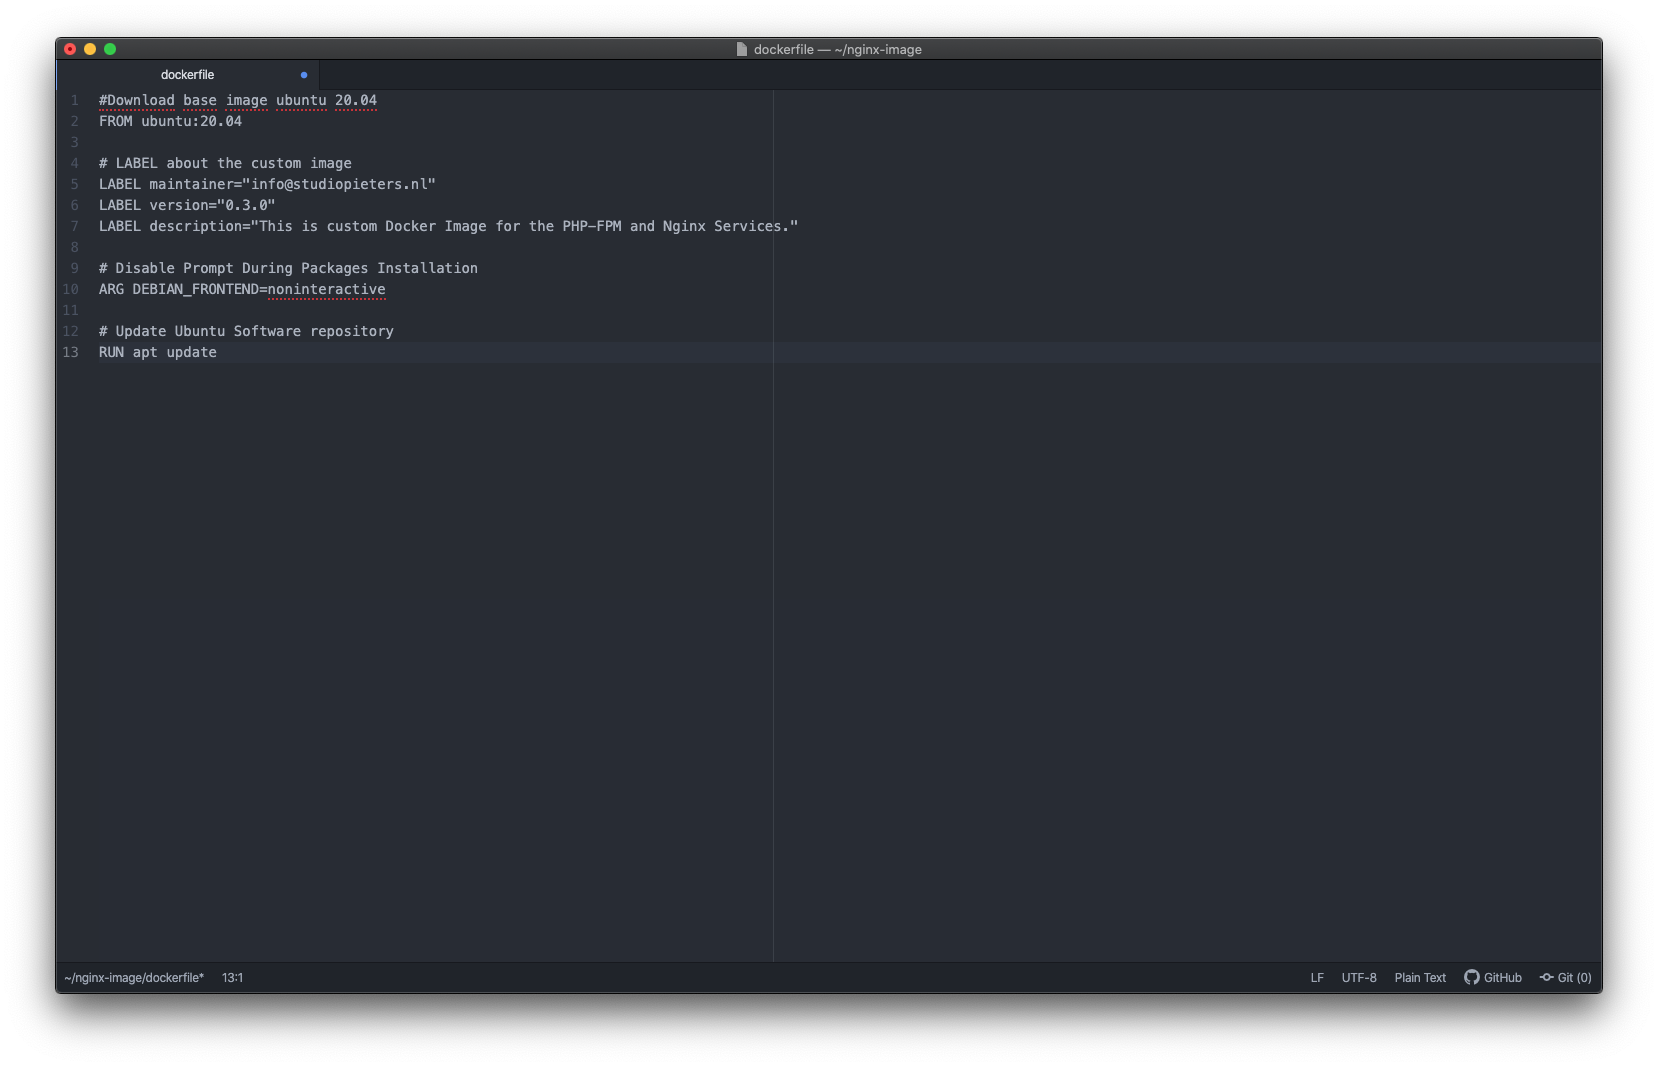 dockerfile — ~/nginx-image
dockerfile
1 #Download base image ubuntu 20.04
2 FROM ubuntu:20.04
3
4 # LABEL about the custom image
5 LABEL maintainer="info@studiopieters.nl"
6 LABEL version="0.3.0"
7 LABEL description="This is custom Docker Image for the PHP-FPM and Nginx Services."
8
9 # Disable Prompt During Packages Installation
10 ARG DEBIAN_FRONTEND=noninteractive
11
12 # Update Ubuntu Software repository
13 RUN apt update
~/nginx-image/dockerfile* 13:1 LF UTF-8 Plain Text GitHub Git (0)